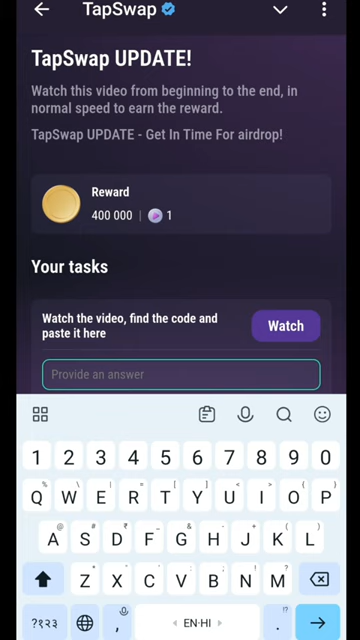 TapSwap
TapSwap UPDATE!
Watch this video from beginning to the end, in
normal speed to earn the reward.
TapSwap UPDATE - Get In Time For airdrop!
Reward
400 000 | 1
Your tasks
Watch the video, find the code and
paste it here
Watch
Provide an answer
1 2 3 4 5 6 7 8 9 0
Q W E R T Y U I O P
A S D F G H J K L
Z X C V B N M
?१२३ , EN·HI .